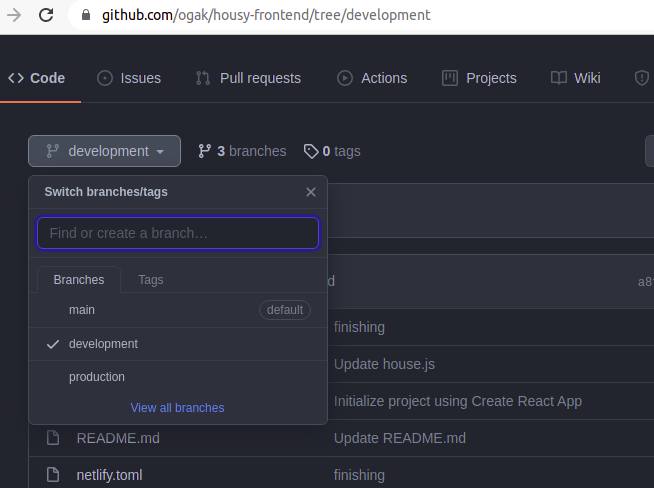 github.com/ogak/housy-frontend/tree/development
Code Issues Pull requests Actions Projects Wiki
development 3 branches 0 tags
Switch branches/tags
Find or create a branch...
Branches Tags
main default
development
production
View all branches
finishing
Update house.js
Initialize project using Create React App
README.md Update README.md
netlify.toml finishing